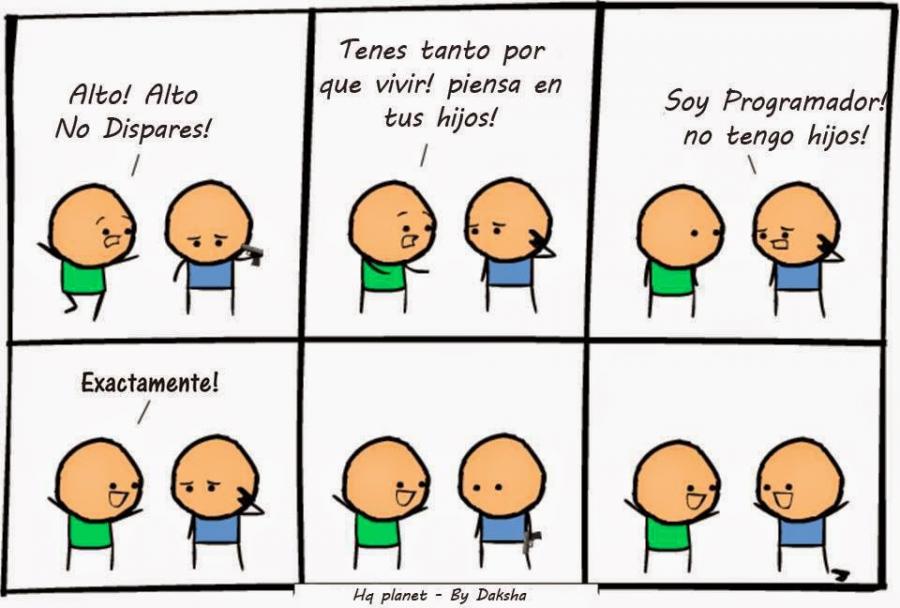 Alto! Alto
No Dispares!
Tenes tanto por
que vivir! piensa en
tus hijos!
Soy Programador!
no tengo hijos!
Exactamente!
Hq planet - By Daksha